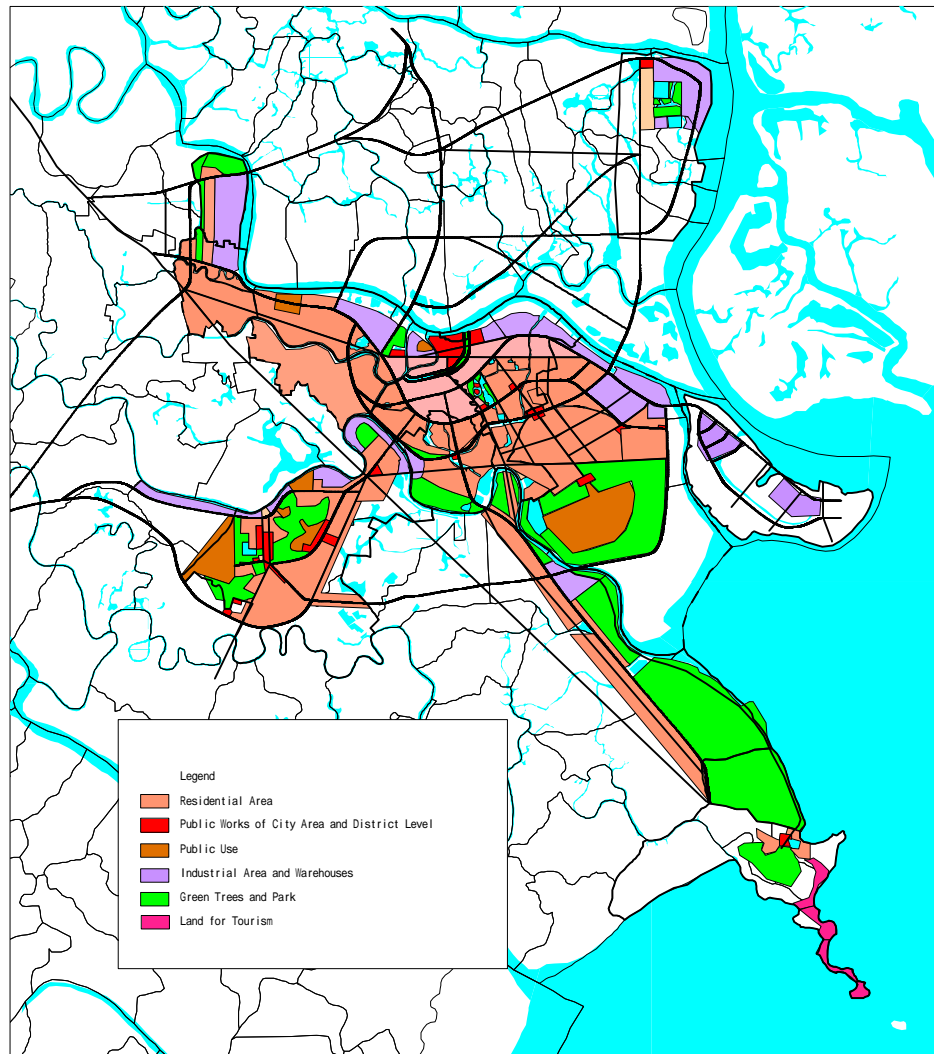 Legend
Residential Area
Public Works of City Area and District Level
Public Use
Industrial Area and Warehouses
Green Trees and Park
Land for Tourism